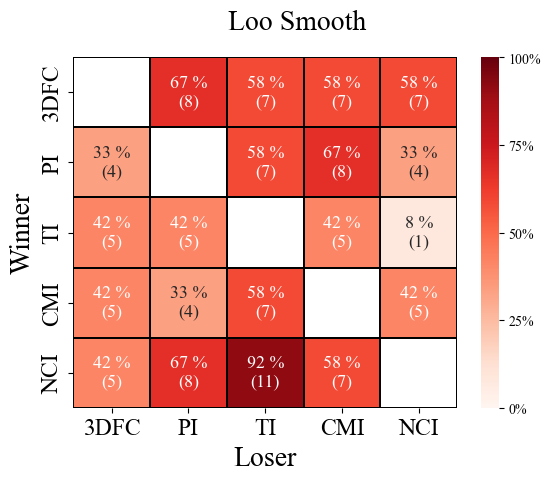 Loo Smooth
100%
75%
50%
25%
0%
Winner
3DFC
67 % 58 % 58 % 58 %
(8) (7) (7) (7)
PI
33 % 58 % 67 % 33 %
(4) (7) (8) (4)
TI
42 % 42 % 42 % 8 %
(5) (5) (5) (1)
CMI
42 % 33 % 58 % 42 %
(5) (4) (7) (5)
NCI
42 % 67 % 92 % 58 %
(5) (8) (11) (7)
3DFC PI TI CMI NCI
Loser